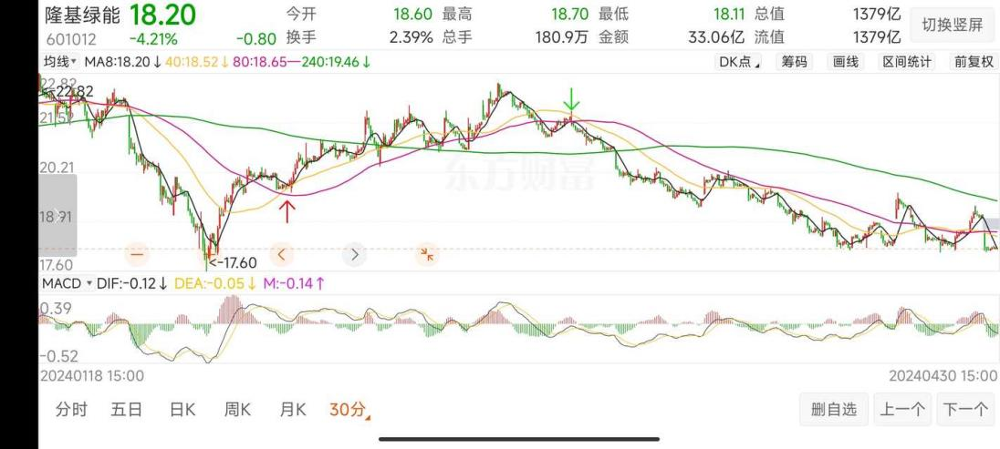 隆基绿能 18.20 今开 18.60 最高 18.70 最低 18.11 总值 1379亿 切换竖屏
601012 -4.21% -0.80 换手 2.39% 总手 180.9万 金额 33.06亿 流值 1379亿
均线 MA8:18.20↓ 40:18.52↓ 80:18.65— 240:19.46↓ DK点 筹码 画线 区间统计 前复权
22.82
←22.82
21.52
20.21
东方财富
18.91
17.60
<-17.60
MACD DIF:-0.12↓ DEA:-0.05↓ M:-0.14↑
0.39
-0.52
20240118 15:00 20240430 15:00
分时 五日 日K 周K 月K 30分 删自选 上一个 下一个